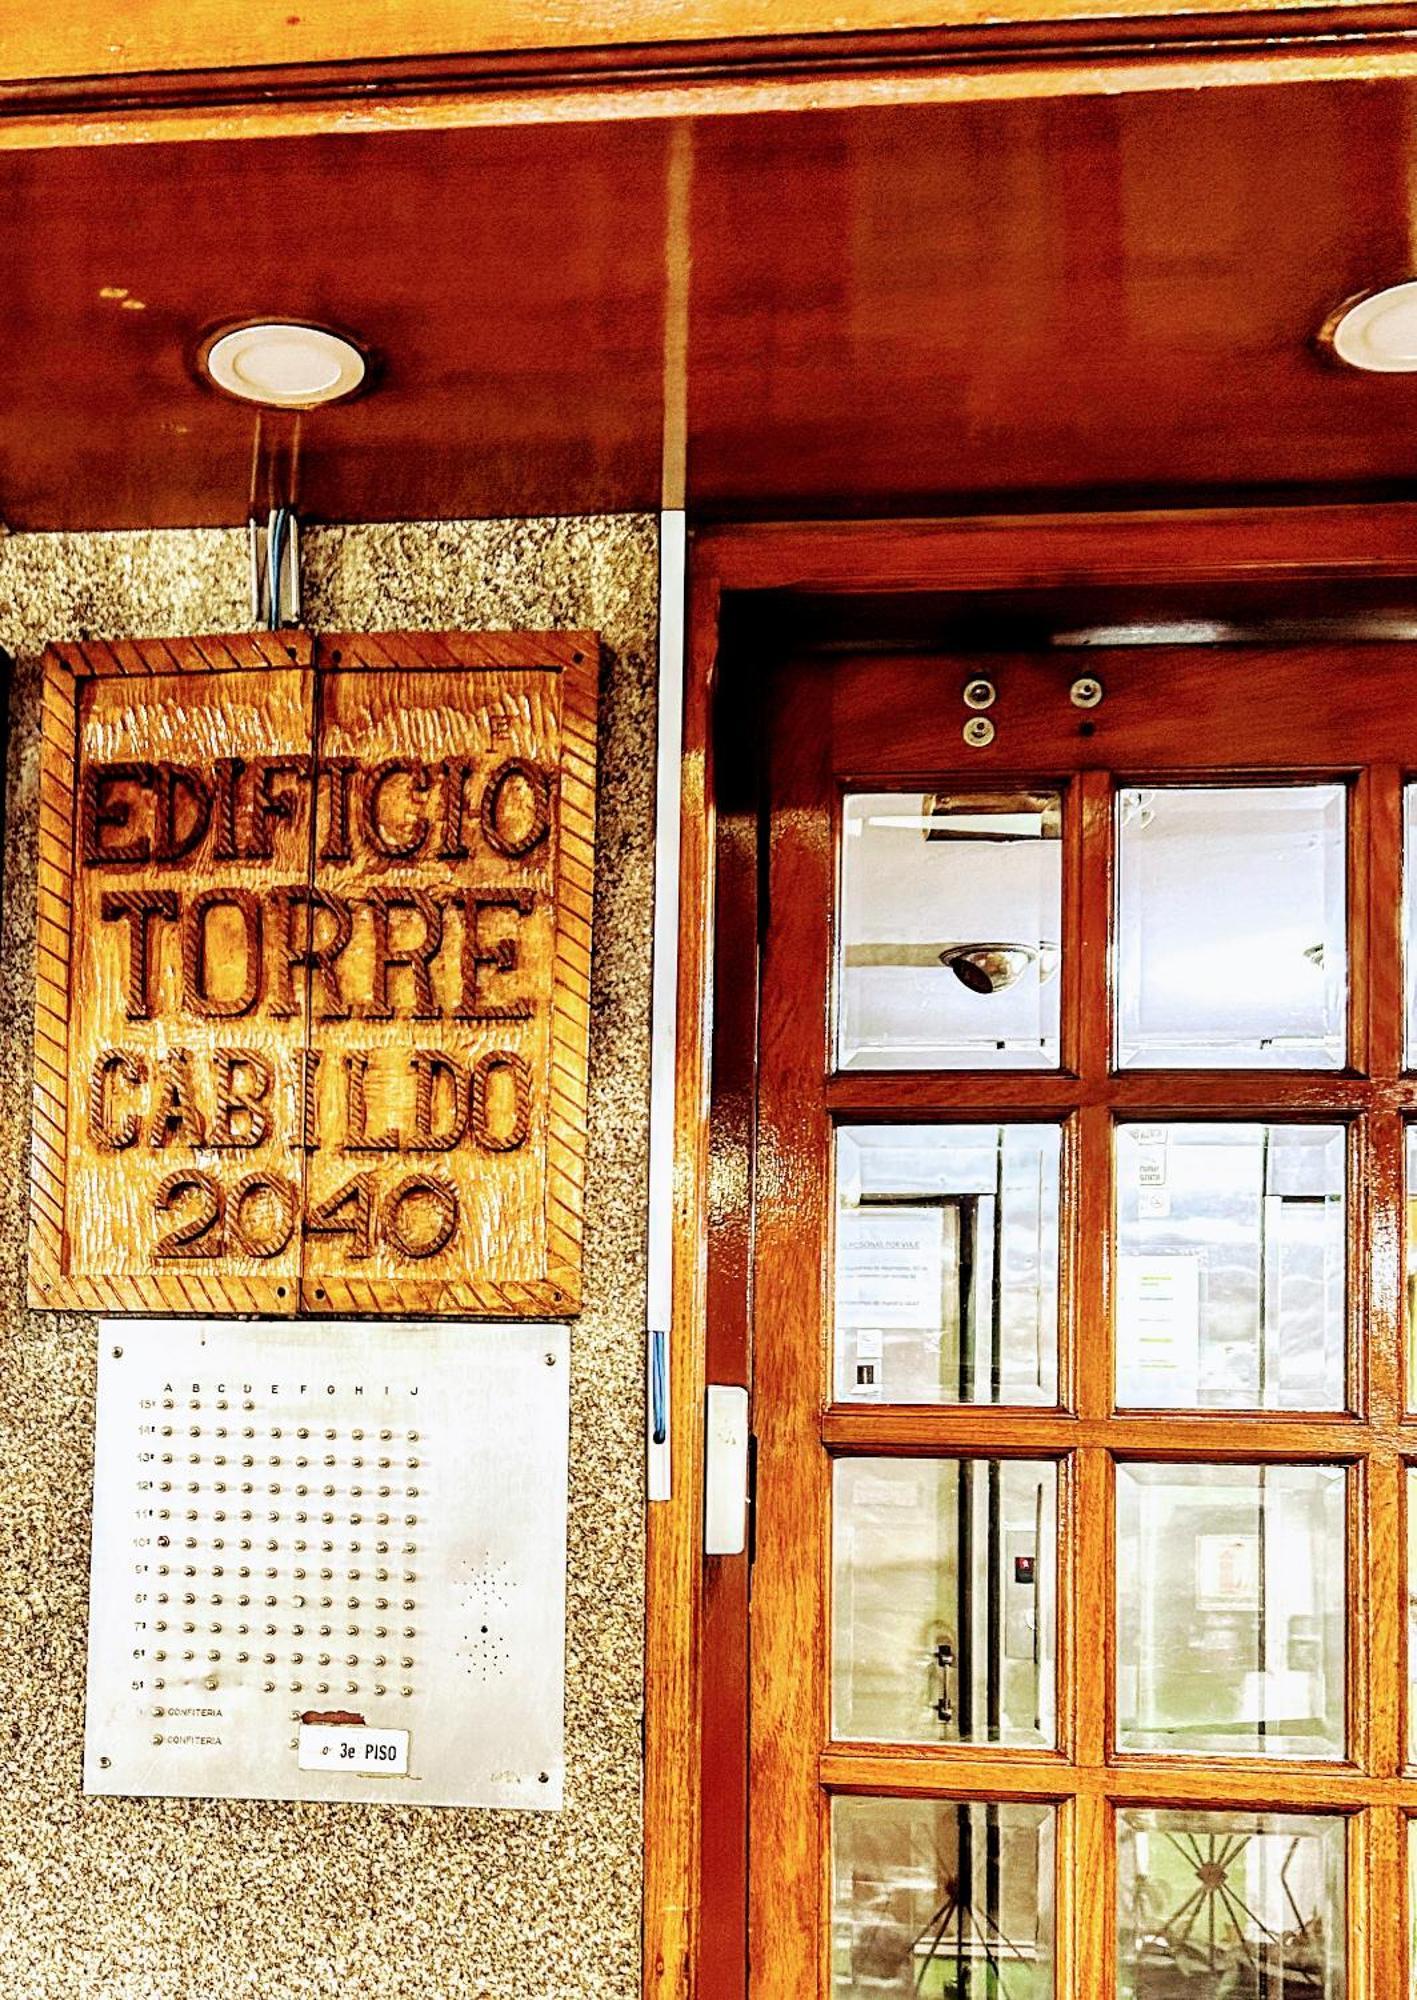 EDIFICIO
TORRE
CABILDO
2040
A B C D E F G H I J
15º
14º
13º
12º
11º
10º
9º
8º
7º
6º
5º
CONFITERIA
CONFITERIA
3e PISO